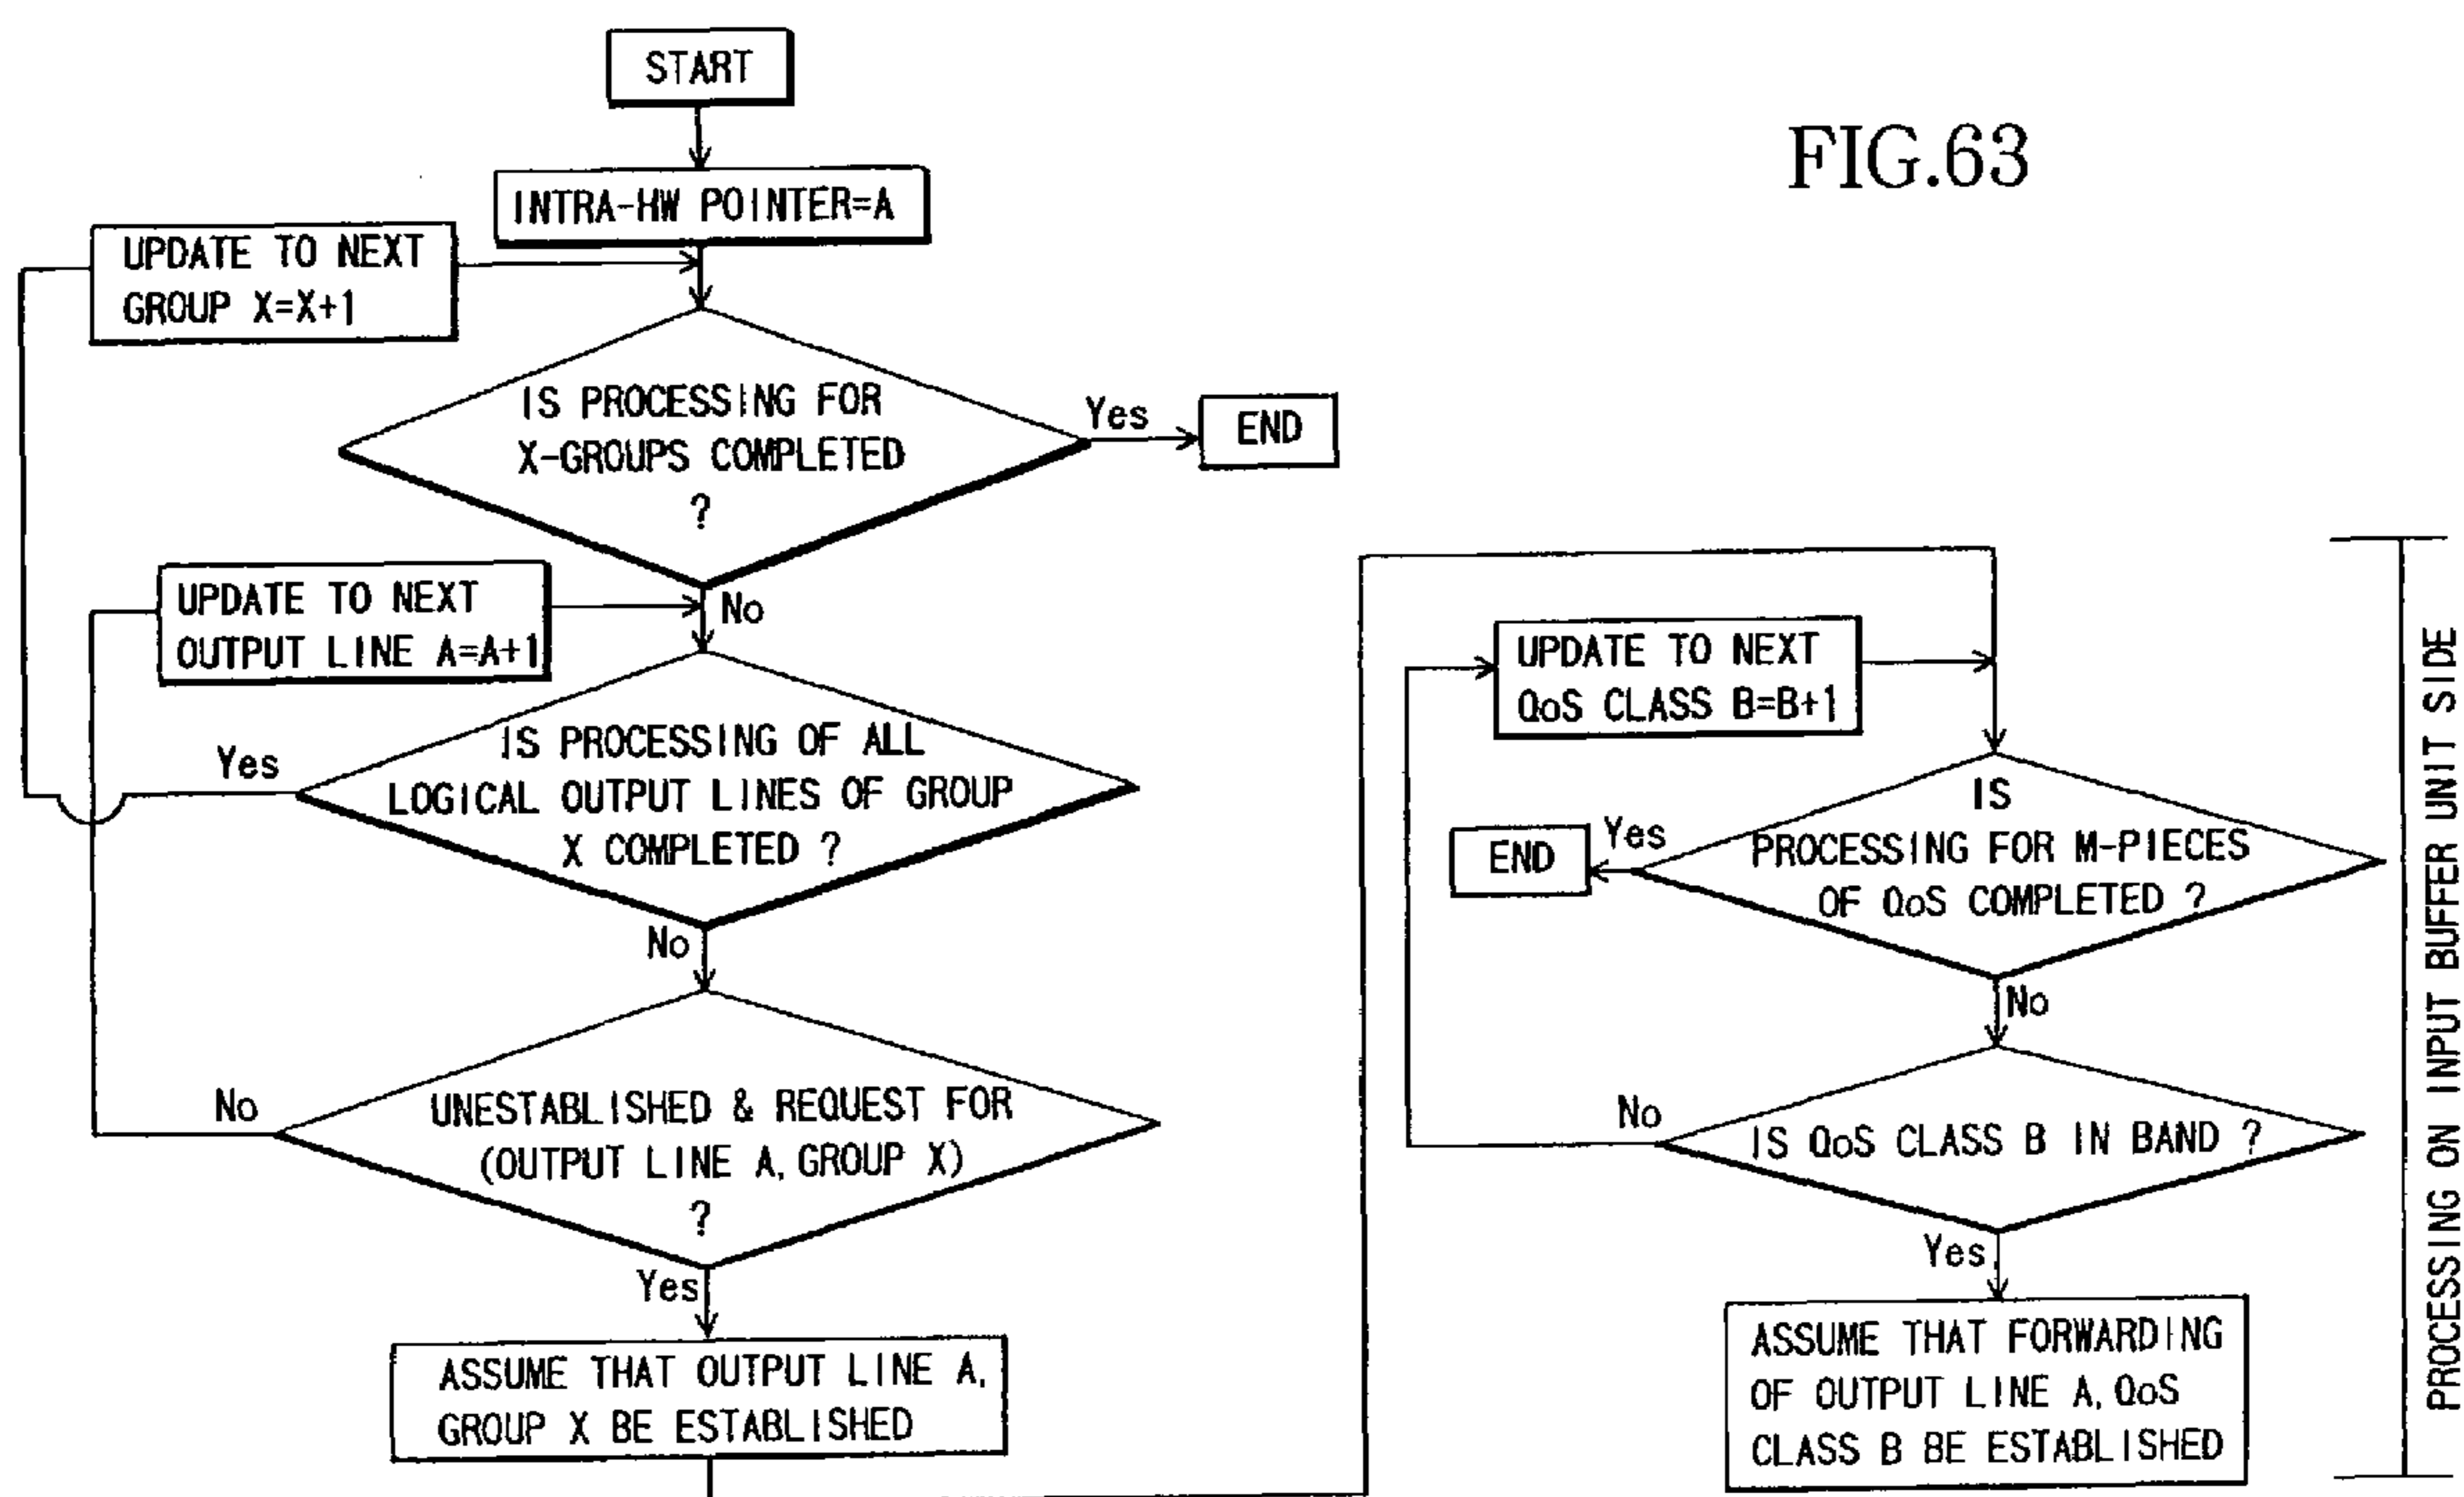 START
FIG.63
INTRA-HW POINTER=A
UPDATE TO NEXT
GROUP X=X+1
IS PROCESSING FOR
X-GROUPS COMPLETED
?
Yes
END
No
UPDATE TO NEXT
OUTPUT LINE A=A+1
IS PROCESSING OF ALL
LOGICAL OUTPUT LINES OF GROUP
X COMPLETED ?
Yes
No
UNESTABLISHED & REQUEST FOR
(OUTPUT LINE A, GROUP X)
?
No
Yes
ASSUME THAT OUTPUT LINE A,
GROUP X BE ESTABLISHED
UPDATE TO NEXT
QoS CLASS B=B+1
IS
PROCESSING FOR M-PIECES
OF QoS COMPLETED ?
Yes
END
No
IS QoS CLASS B IN BAND ?
No
Yes
ASSUME THAT FORWARDING
OF OUTPUT LINE A, QoS
CLASS B BE ESTABLISHED
PROCESSING ON INPUT BUFFER UNIT SIDE